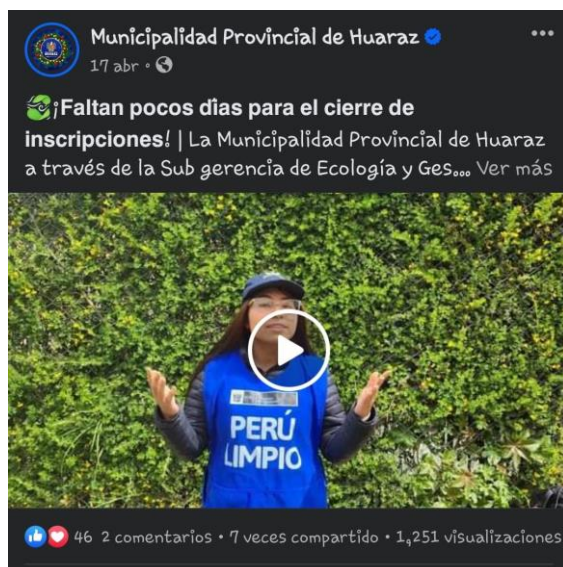 Municipalidad Provincial de Huaraz
17 abr
¡Faltan pocos días para el cierre de
inscripciones! | La Municipalidad Provincial de Huaraz
a través de la Sub gerencia de Ecología y Ges... Ver más
PERÚ
LIMPIO
46 2 comentarios • 7 veces compartido • 1,251 visualizaciones